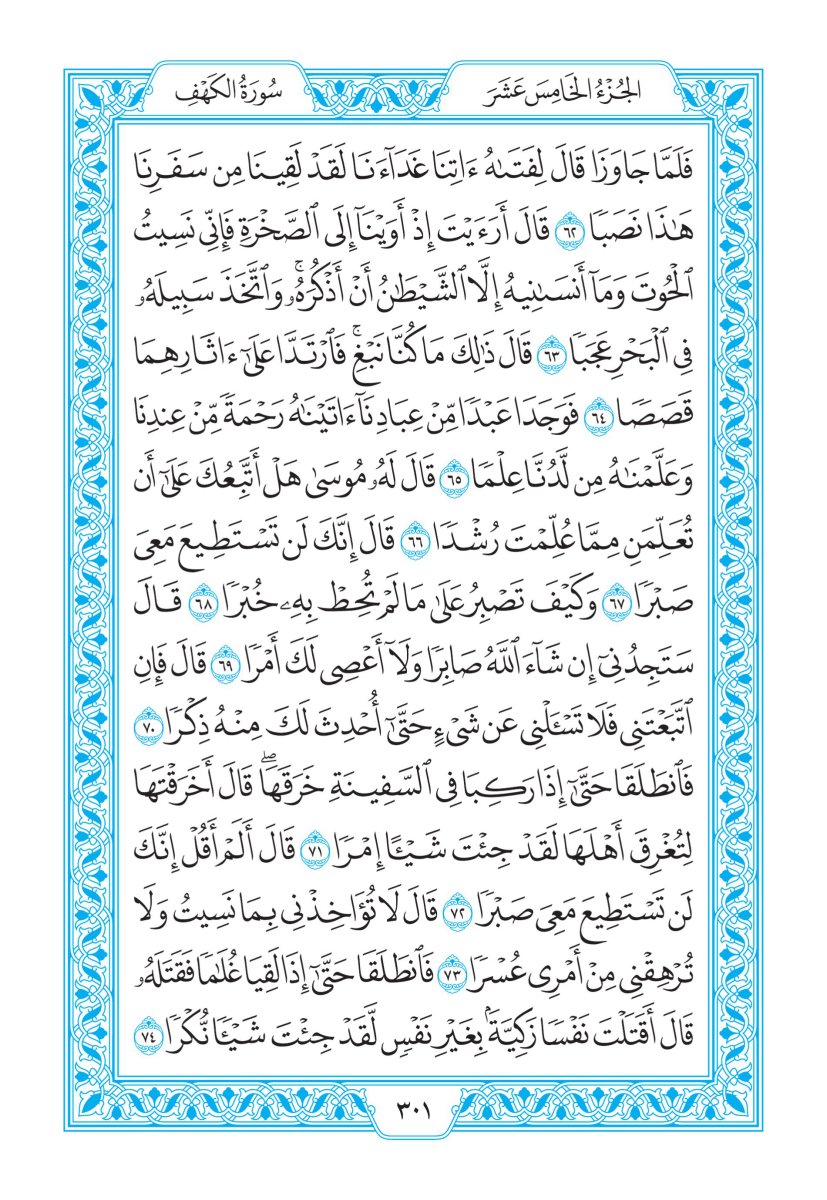 الجُزْءُ الخَامِسَ عَشَرَ
سُورَةُ الكَهْفِ
فَلَمَّا جَاوَزَا قَالَ لِفَتَىٰهُ ءَاتِنَا غَدَآءَنَا لَقَدْ لَقِينَا مِن سَفَرِنَا
هَٰذَا نَصَبٗا ٦٢ قَالَ أَرَءَيۡتَ إِذۡ أَوَيۡنَآ إِلَى ٱلصَّخۡرَةِ فَإِنِّي نَسِيتُ
ٱلۡحُوتَ وَمَآ أَنسَىٰنِيهُ إِلَّا ٱلشَّيۡطَٰنُ أَنۡ أَذۡكُرَهُۥۚ وَٱتَّخَذَ سَبِيلَهُۥ
فِي ٱلۡبَحۡرِ عَجَبٗا ٦٣ قَالَ ذَٰلِكَ مَا كُنَّا نَبۡغِۚ فَٱرۡتَدَّا عَلَىٰٓ ءَاثَارِهِمَا
قَصَصٗا ٦٤ فَوَجَدَا عَبۡدٗا مِّنۡ عِبَادِنَآ ءَاتَيۡنَٰهُ رَحۡمَةٗ مِّنۡ عِندِنَا
وَعَلَّمۡنَٰهُ مِن لَّدُنَّا عِلۡمٗا ٦٥ قَالَ لَهُۥ مُوسَىٰ هَلۡ أَتَّبِعُكَ عَلَىٰٓ أَن
تُعَلِّمَنِ مِمَّا عُلِّمۡتَ رُشۡدٗا ٦٦ قَالَ إِنَّكَ لَن تَسۡتَطِيعَ مَعِيَ
صَبۡرٗا ٦٧ وَكَيۡفَ تَصۡبِرُ عَلَىٰ مَا لَمۡ تُحِطۡ بِهِۦ خُبۡرٗا ٦٨ قَالَ
سَتَجِدُنِيٓ إِن شَآءَ ٱللَّهُ صَابِرٗا وَلَآ أَعۡصِي لَكَ أَمۡرٗا ٦٩ قَالَ فَإِنِ
ٱتَّبَعۡتَنِي فَلَا تَسۡـَٔلۡنِي عَن شَيۡءٍ حَتَّىٰٓ أُحۡدِثَ لَكَ مِنۡهُ ذِكۡرٗا ٧٠
فَٱنطَلَقَا حَتَّىٰٓ إِذَا رَكِبَا فِي ٱلسَّفِينَةِ خَرَقَهَاۖ قَالَ أَخَرَقۡتَهَا
لِتُغۡرِقَ أَهۡلَهَا لَقَدۡ جِئۡتَ شَيۡـًٔا إِمۡرٗا ٧١ قَالَ أَلَمۡ أَقُلۡ إِنَّكَ
لَن تَسۡتَطِيعَ مَعِيَ صَبۡرٗا ٧٢ قَالَ لَا تُؤَاخِذۡنِي بِمَا نَسِيتُ وَلَا
تُرۡهِقۡنِي مِنۡ أَمۡرِي عُسۡرٗا ٧٣ فَٱنطَلَقَا حَتَّىٰٓ إِذَا لَقِيَا غُلَٰمٗا فَقَتَلَهُۥ
قَالَ أَقَتَلۡتَ نَفۡسٗا زَكِيَّةَۢ بِغَيۡرِ نَفۡسٖ لَّقَدۡ جِئۡتَ شَيۡـٔٗا نُّكۡرٗا ٧٤
٣٠١